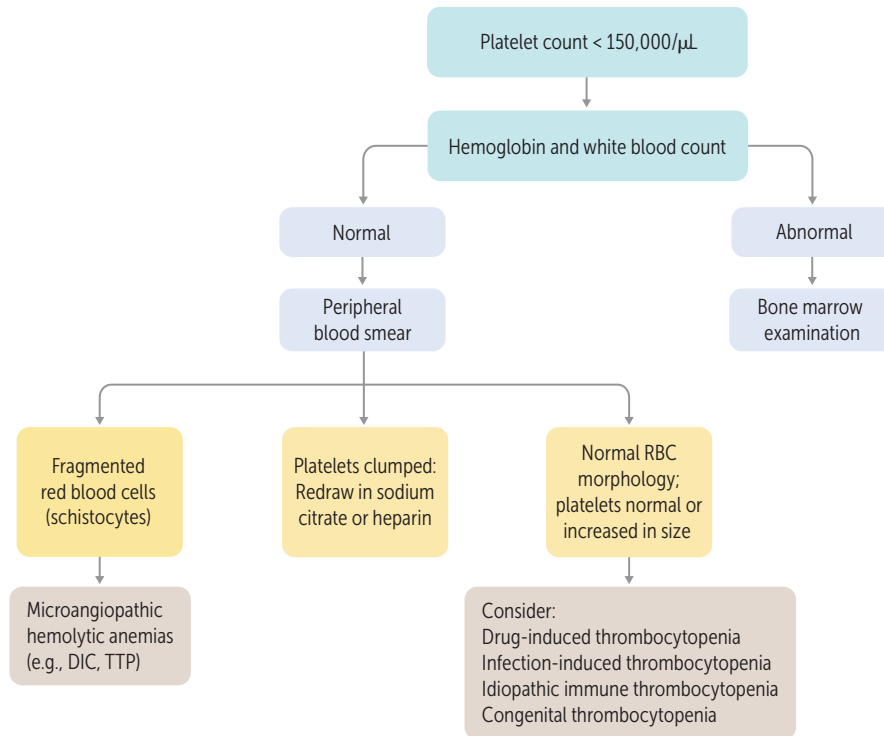 Platelet count < 150,000/μL
Hemoglobin and white blood count
Normal
Abnormal
Peripheral
blood smear
Bone marrow
examination
Fragmented
red blood cells
(schistocytes)
Platelets clumped:
Redraw in sodium
citrate or heparin
Normal RBC
morphology;
platelets normal or
increased in size
Microangiopathic
hemolytic anemias
(e.g., DIC, TTP)
Consider:
Drug-induced thrombocytopenia
Infection-induced thrombocytopenia
Idiopathic immune thrombocytopenia
Congenital thrombocytopenia